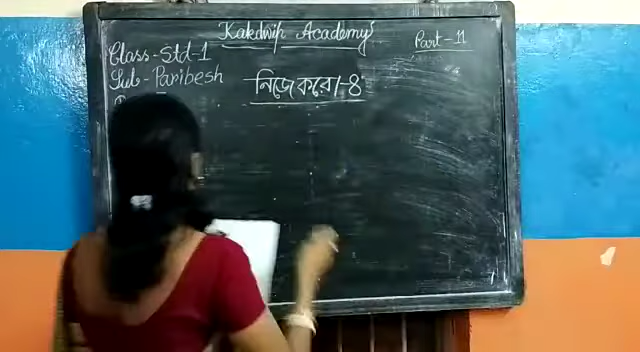 Kakdwip Academy
Part - 11
Class - Std - 1
Sub - Paribesh
নিজে করো - ৪